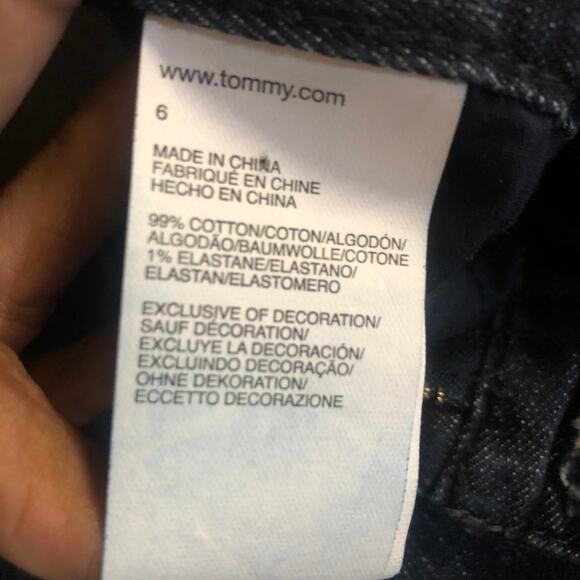 www.tommy.com
6
MADE IN CHINA
FABRIQUÉ EN CHINE
HECHO EN CHINA
99% COTTON/COTON/ALGODÓN/
ALGODÃO/BAUMWOLLE/COTONE
1% ELASTANE/ELASTANO/
ELASTAN/ELASTOMERO
EXCLUSIVE OF DECORATION/
SAUF DÉCORATION/
EXCLUYE LA DECORACIÓN/
EXCLUINDO DECORAÇÃO/
OHNE DEKORATION/
ECCETTO DECORAZIONE